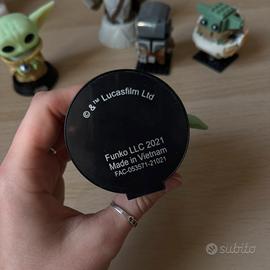 © & ™ Lucasfilm Ltd
Funko LLC 2021
Made in Vietnam
FAC-053571-21021
subito